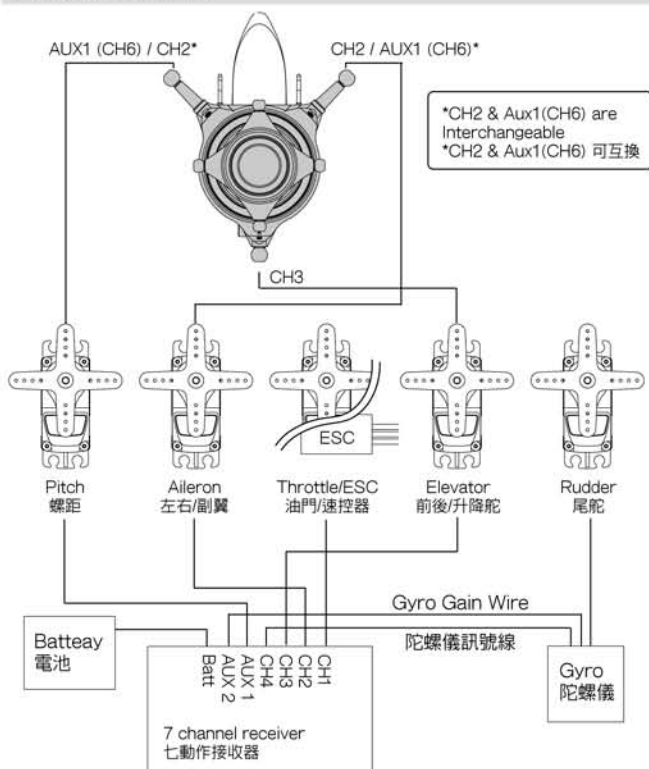 AUX1 (CH6) / CH2*
CH2 / AUX1 (CH6)*
*CH2 & Aux1(CH6) are
Interchangeable
*CH2 & Aux1(CH6) 可互換
CH3
ESC
Pitch
螺距
Aileron
左右/副翼
Throttle/ESC
油門/速控器
Elevator
前後/升降舵
Rudder
尾舵
Gyro Gain Wire
陀螺儀訊號線
Batteay
電池
Batt
AUX 2
AUX 1
CH4
CH3
CH2
CH1
Gyro
陀螺儀
7 channel receiver
七動作接收器